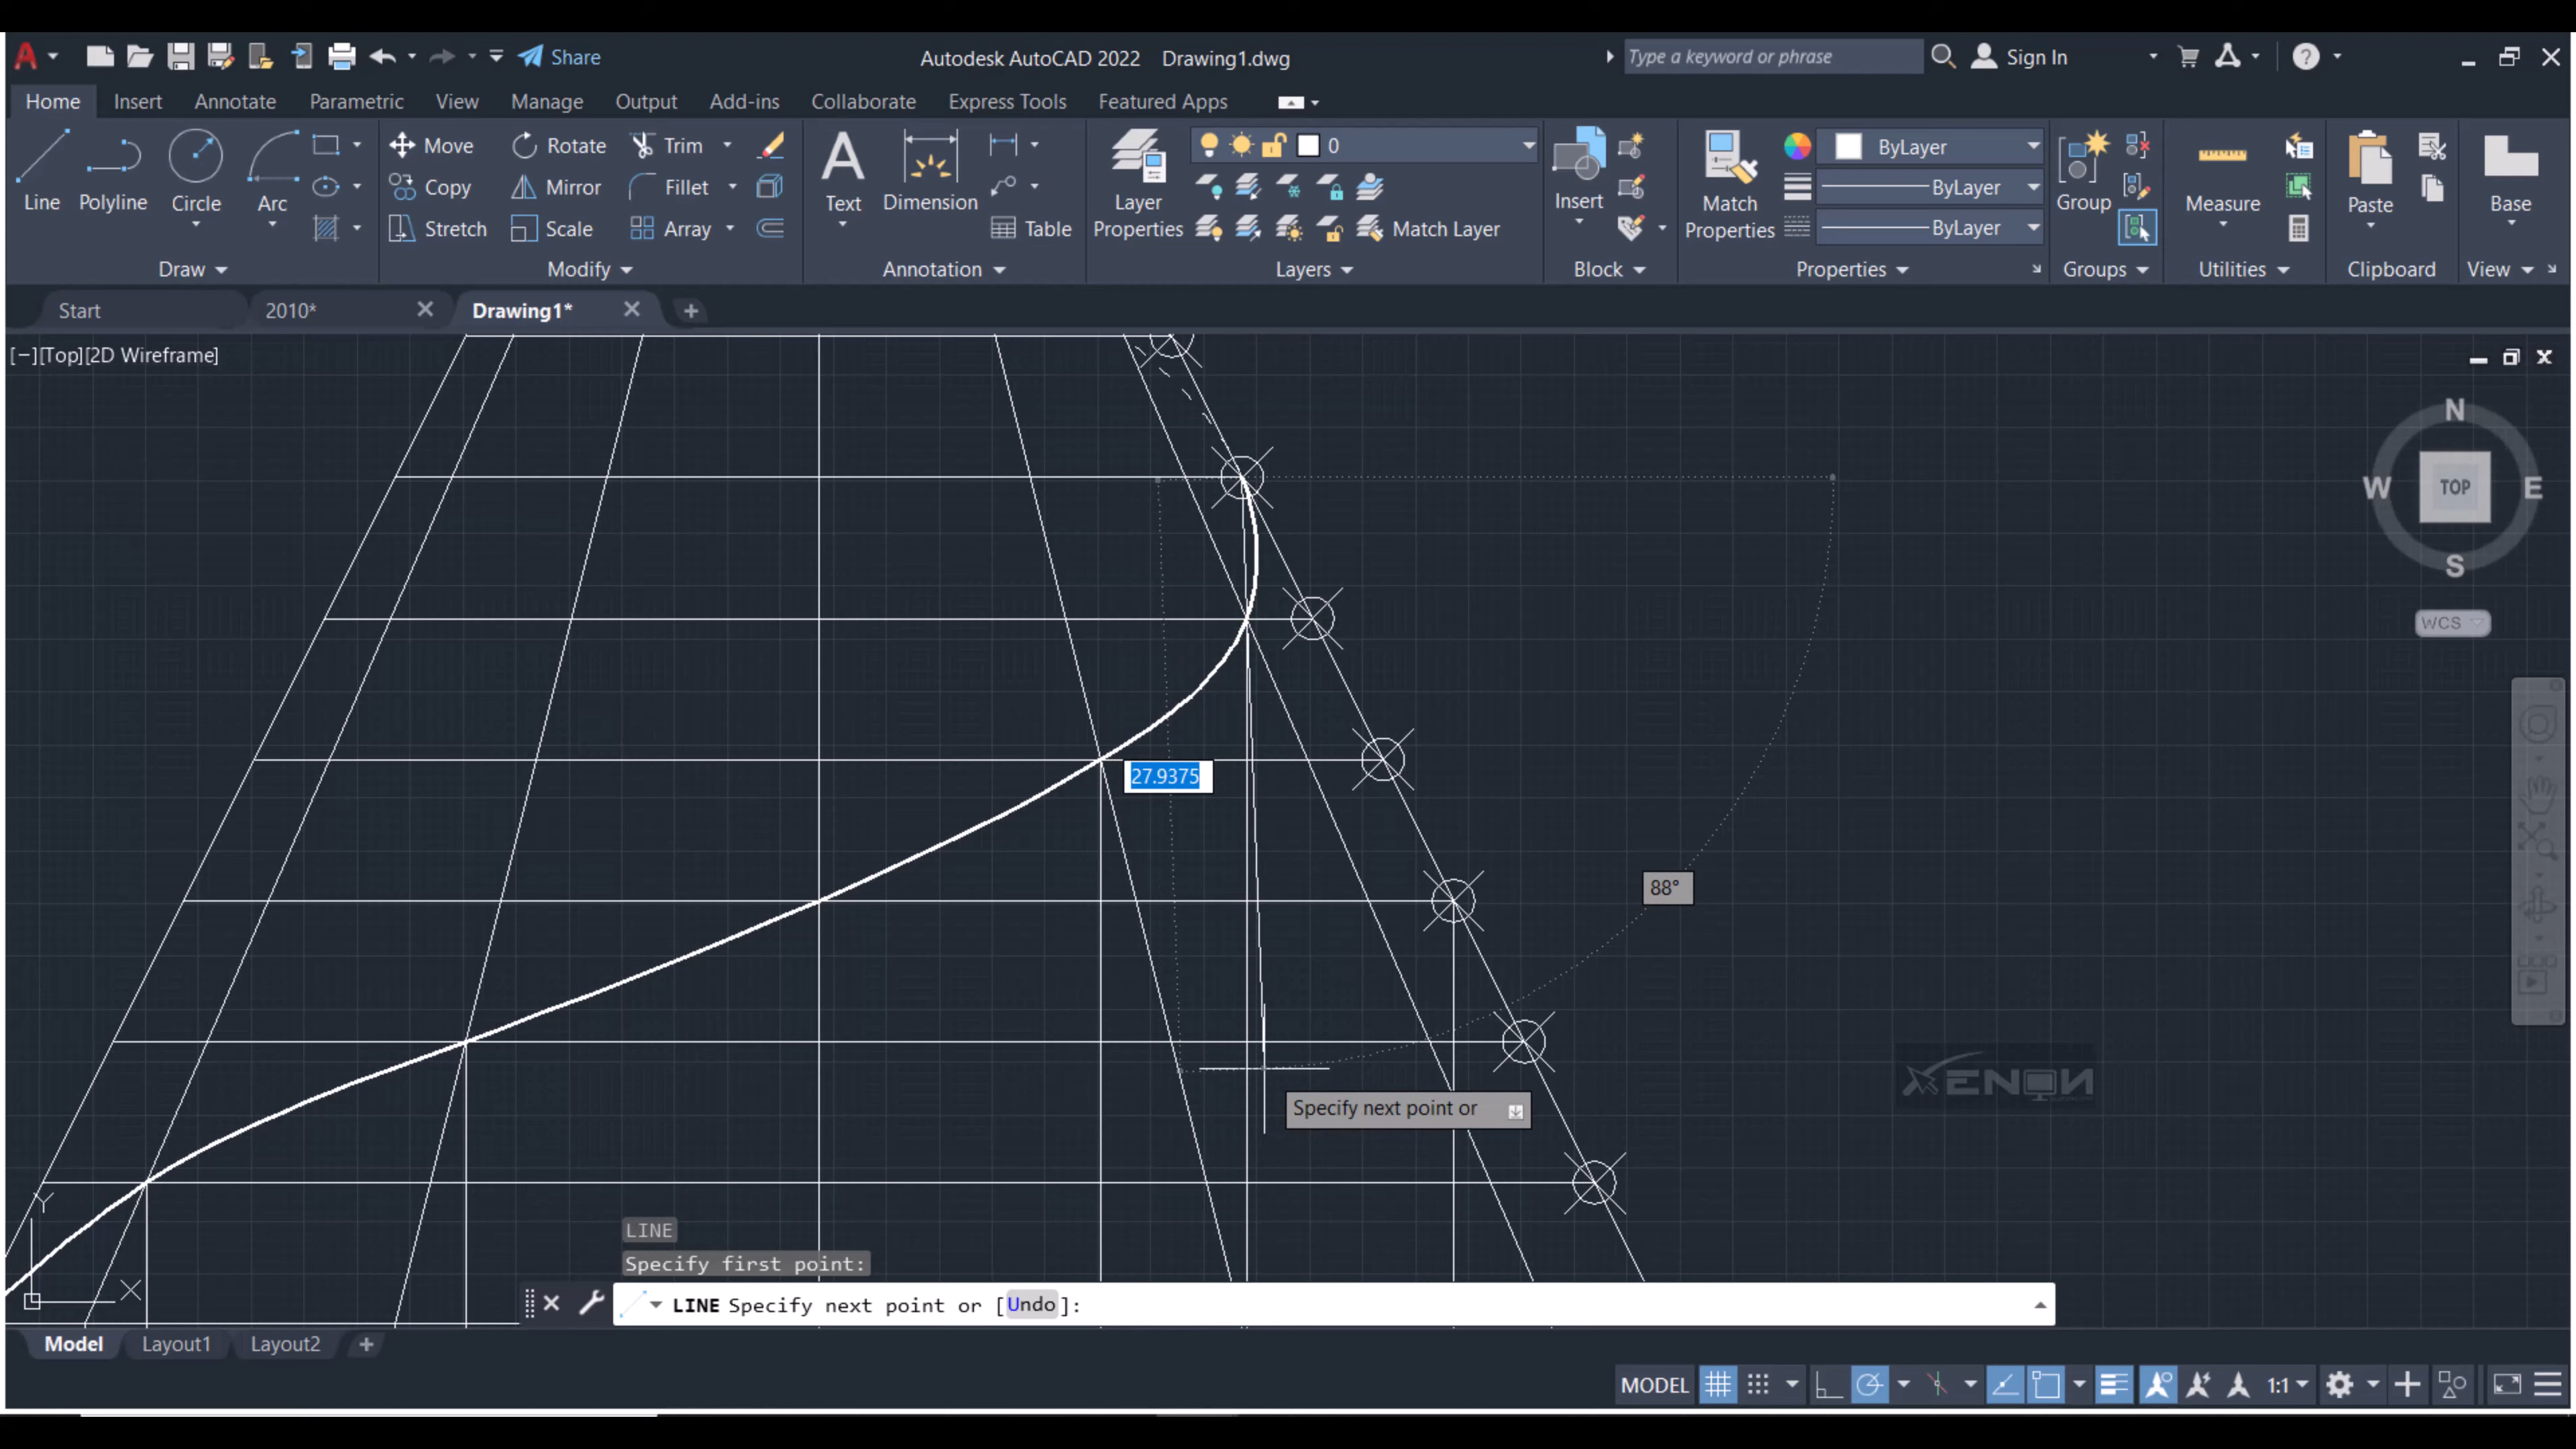 Share
Autodesk AutoCAD 2022 Drawing1.dwg
Type a keyword or phrase
Sign In
Home Insert Annotate Parametric View Manage Output Add-ins Collaborate Express Tools Featured Apps
Line
Polyline
Circle
Arc
Draw
Move
Rotate
Trim
Copy
Mirror
Fillet
Stretch
Scale
Array
Modify
Text
Dimension
Table
Annotation
Layer
Properties
0
Match Layer
Layers
Insert
Block
Match
Properties
ByLayer
ByLayer
ByLayer
Properties
Group
Groups
Measure
Utilities
Paste
Clipboard
Base
View
Start
2010*
Drawing1*
[−][Top][2D Wireframe]
N
W
TOP
E
S
WCS
27.9375
88°
Specify next point or
XENON
Y
X
LINE
Specify first point:
LINE Specify next point or [Undo]:
Model
Layout1
Layout2
MODEL
1:1